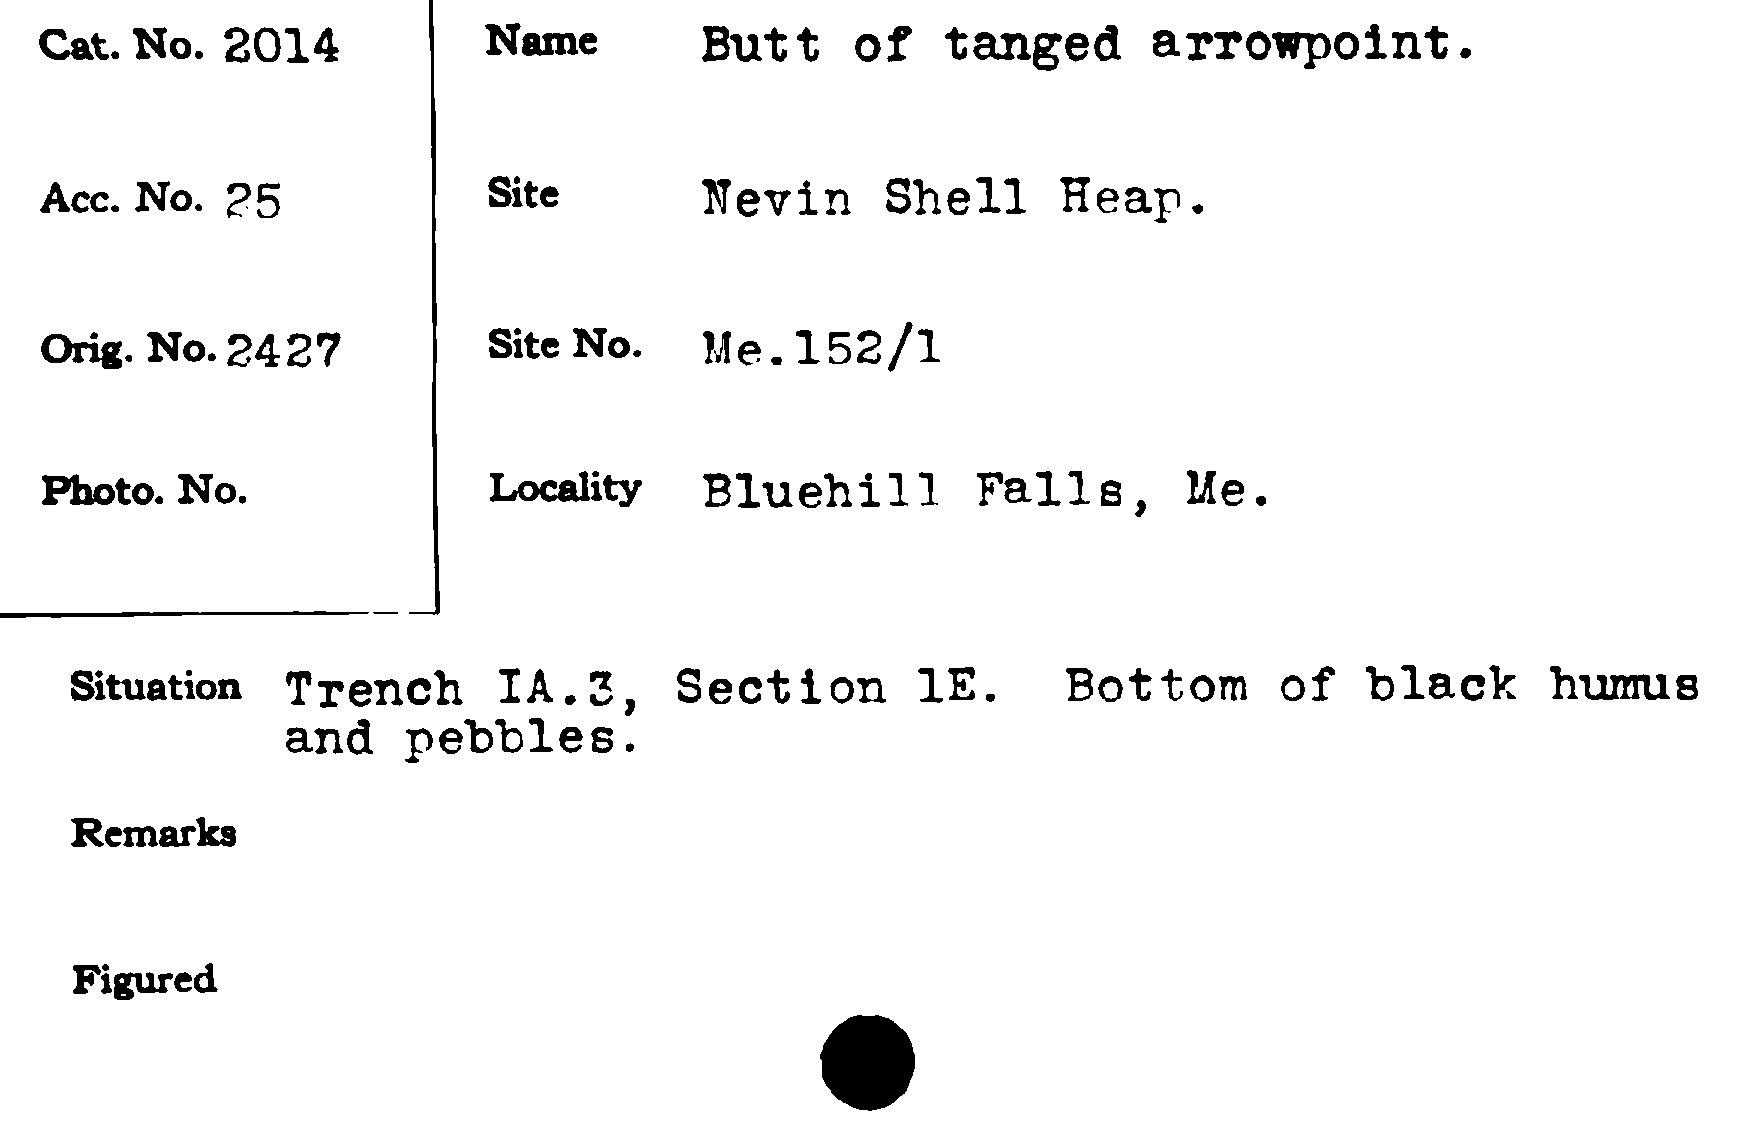 Cat. No. 2014
Name Butt of tanged arrowpoint.
Acc. No. 25
Site Nevin Shell Heap.
Orig. No. 2427
Site No. Me.152/1
Photo. No.
Locality Bluehill Falls, Me.
Situation Trench IA.3, Section 1E. Bottom of black humus
and pebbles.
Remarks
Figured